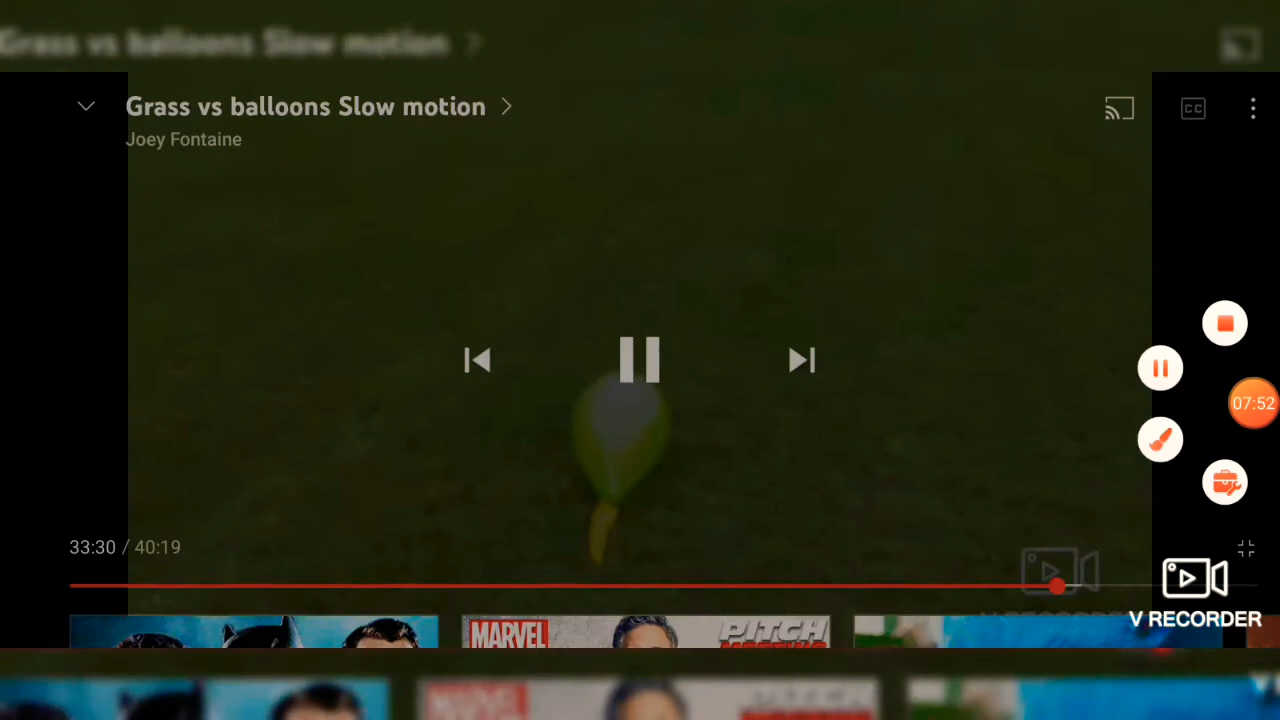 Grass vs balloons Slow motion
Grass vs balloons Slow motion
Joey Fontaine
CC
07:52
33:30 / 40:19
V RECORDER
MARVEL
PITCH